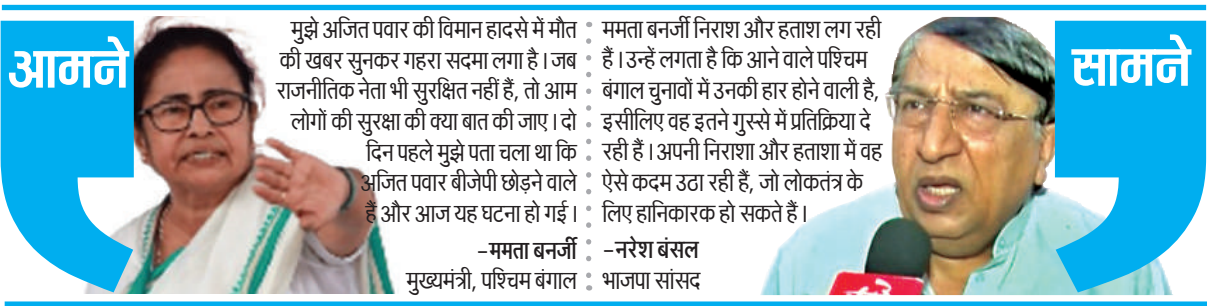 आमने
मुझे अजित पवार की विमान हादसे में मौत
की खबर सुनकर गहरा सदमा लगा है। जब
राजनीतिक नेता भी सुरक्षित नहीं हैं, तो आम
लोगों की सुरक्षा की क्या बात की जाए। दो
दिन पहले मुझे पता चला था कि
अजित पवार बीजेपी छोड़ने वाले
हैं और आज यह घटना हो गई।
–ममता बनर्जी
मुख्यमंत्री, पश्चिम बंगाल
ममता बनर्जी निराश और हताश लग रही
हैं। उन्हें लगता है कि आने वाले पश्चिम
बंगाल चुनावों में उनकी हार होने वाली है,
इसीलिए वह इतने गुस्से में प्रतिक्रिया दे
रही हैं। अपनी निराशा और हताशा में वह
ऐसे कदम उठा रही हैं, जो लोकतंत्र के
लिए हानिकारक हो सकते हैं।
–नरेश बंसल
भाजपा सांसद
सामने